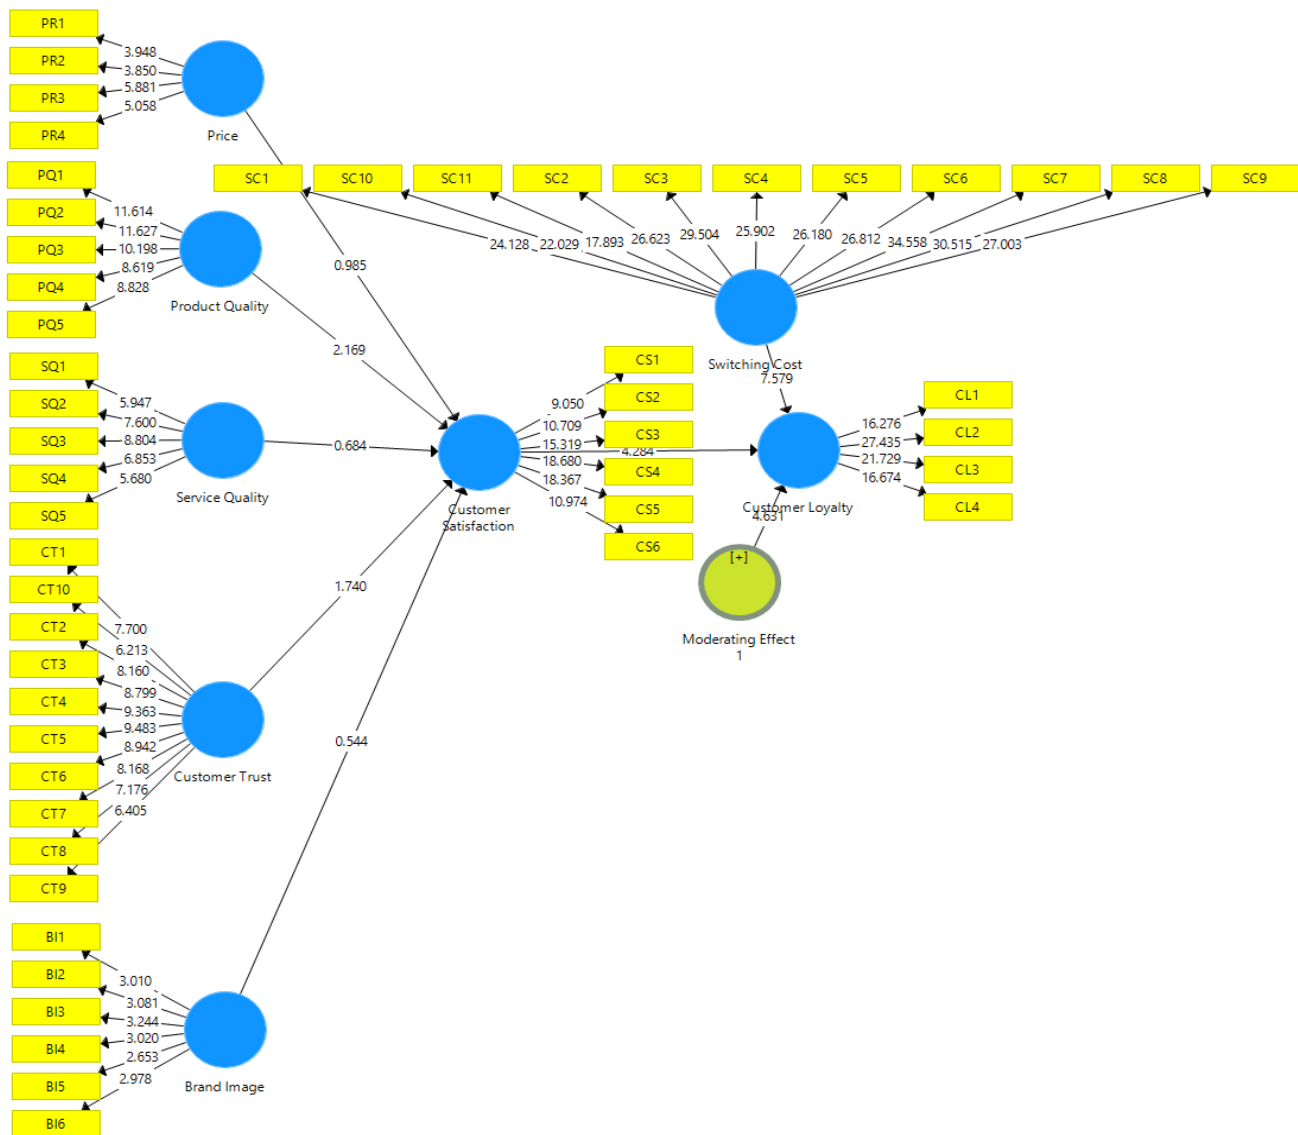 PR1
PR2
PR3
PR4
3.948
3.850
5.881
5.058
Price
PQ1
PQ2
PQ3
PQ4
PQ5
11.614
11.627
10.198
8.619
8.828
Product Quality
SQ1
SQ2
SQ3
SQ4
SQ5
5.947
7.600
8.804
6.853
5.680
Service Quality
CT1
CT10
CT2
CT3
CT4
CT5
CT6
CT7
CT8
CT9
7.700
6.213
8.160
8.799
9.363
9.483
8.942
8.168
7.176
6.405
Customer Trust
BI1
BI2
BI3
BI4
BI5
BI6
3.010
3.081
3.244
3.020
2.653
2.978
Brand Image
0.985
2.169
0.684
1.740
0.544
SC1
SC10
SC11
SC2
SC3
SC4
SC5
SC6
SC7
SC8
SC9
24.128
22.029
17.893
26.623
29.504
25.902
26.180
26.812
34.558
30.515
27.003
Switching Cost
7.579
Customer
Satisfaction
CS1
CS2
CS3
CS4
CS5
CS6
9.050
10.709
15.319
4.284
18.680
18.367
10.974
Customer Loyalty
4.631
CL1
CL2
CL3
CL4
16.276
27.435
21.729
16.674
[+]
Moderating Effect
1